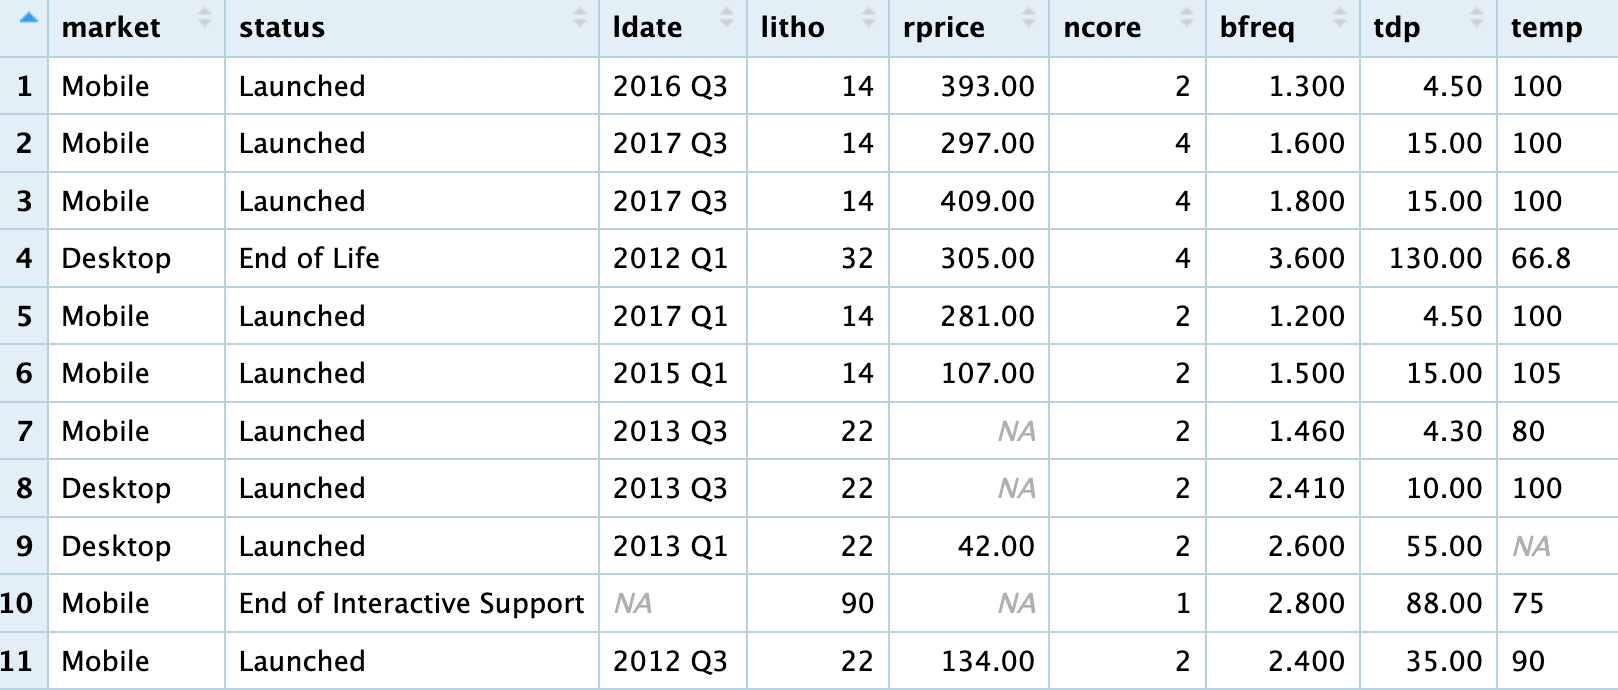 market status ldate litho rprice ncore bfreq tdp temp
1 Mobile Launched 2016 Q3 14 393.00 2 1.300 4.50 100
2 Mobile Launched 2017 Q3 14 297.00 4 1.600 15.00 100
3 Mobile Launched 2017 Q3 14 409.00 4 1.800 15.00 100
4 Desktop End of Life 2012 Q1 32 305.00 4 3.600 130.00 66.8
5 Mobile Launched 2017 Q1 14 281.00 2 1.200 4.50 100
6 Mobile Launched 2015 Q1 14 107.00 2 1.500 15.00 105
7 Mobile Launched 2013 Q3 22 NA 2 1.460 4.30 80
8 Desktop Launched 2013 Q3 22 NA 2 2.410 10.00 100
9 Desktop Launched 2013 Q1 22 42.00 2 2.600 55.00 NA
10 Mobile End of Interactive Support NA 90 NA 1 2.800 88.00 75
11 Mobile Launched 2012 Q3 22 134.00 2 2.400 35.00 90